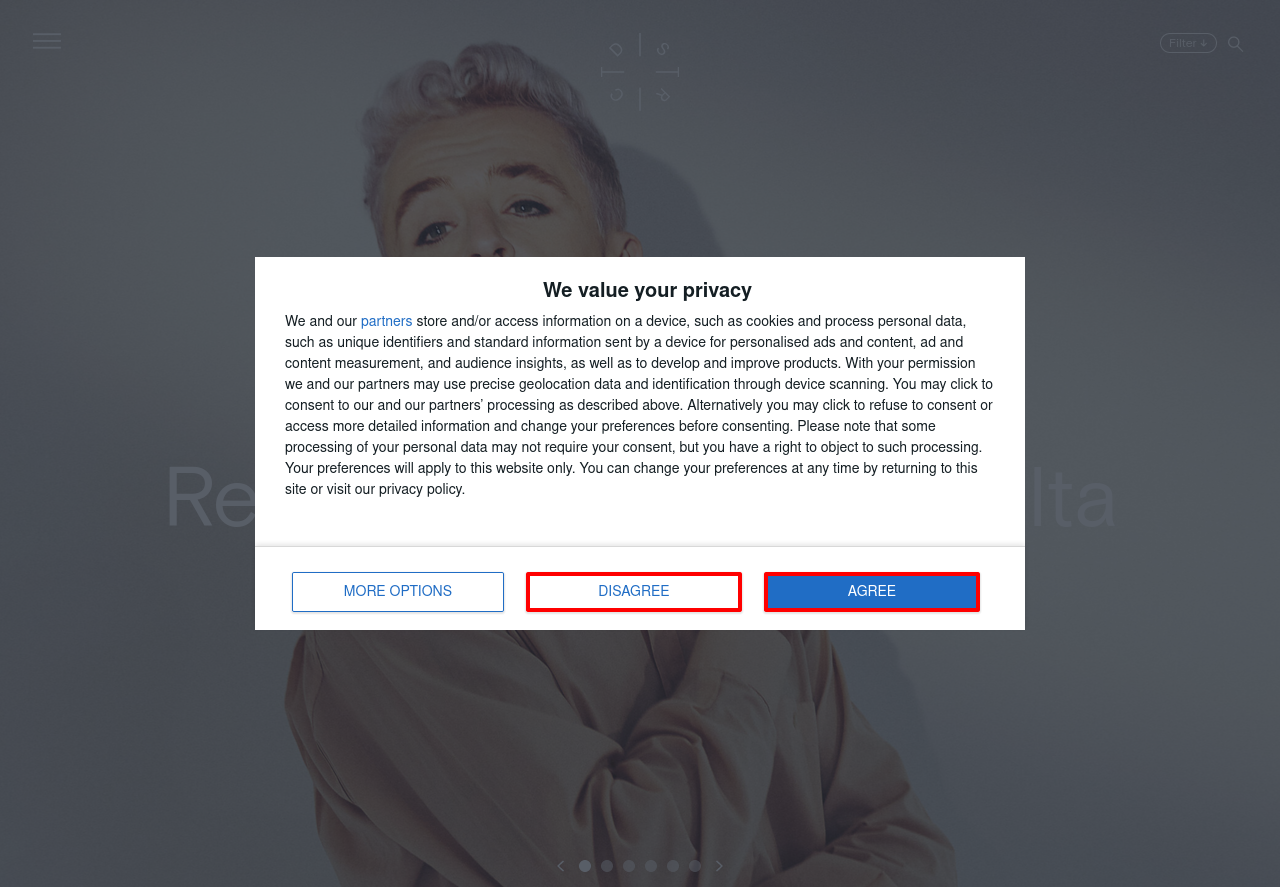 Filter ↓
D S
C R
We value your privacy
We and our partners store and/or access information on a device, such as cookies and process personal data,
such as unique identifiers and standard information sent by a device for personalised ads and content, ad and
content measurement, and audience insights, as well as to develop and improve products. With your permission
we and our partners may use precise geolocation data and identification through device scanning. You may click to
consent to our and our partners’ processing as described above. Alternatively you may click to refuse to consent or
access more detailed information and change your preferences before consenting. Please note that some
processing of your personal data may not require your consent, but you have a right to object to such processing.
Your preferences will apply to this website only. You can change your preferences at any time by returning to this
site or visit our privacy policy.
MORE OPTIONS
DISAGREE
AGREE